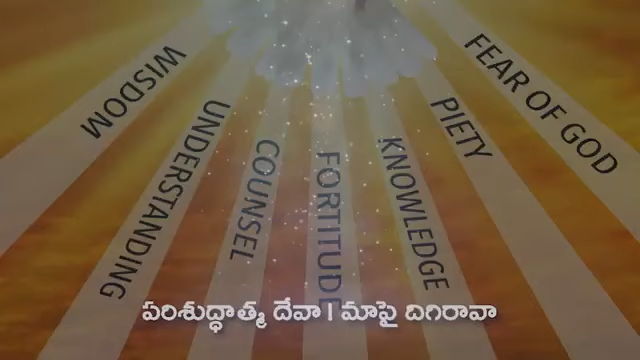 WISDOM
UNDERSTANDING
COUNSEL
FORTITUDE
KNOWLEDGE
PIETY
FEAR OF GOD
పరిశుద్ధాత్మ దేవా । మాపై దిగిరావా